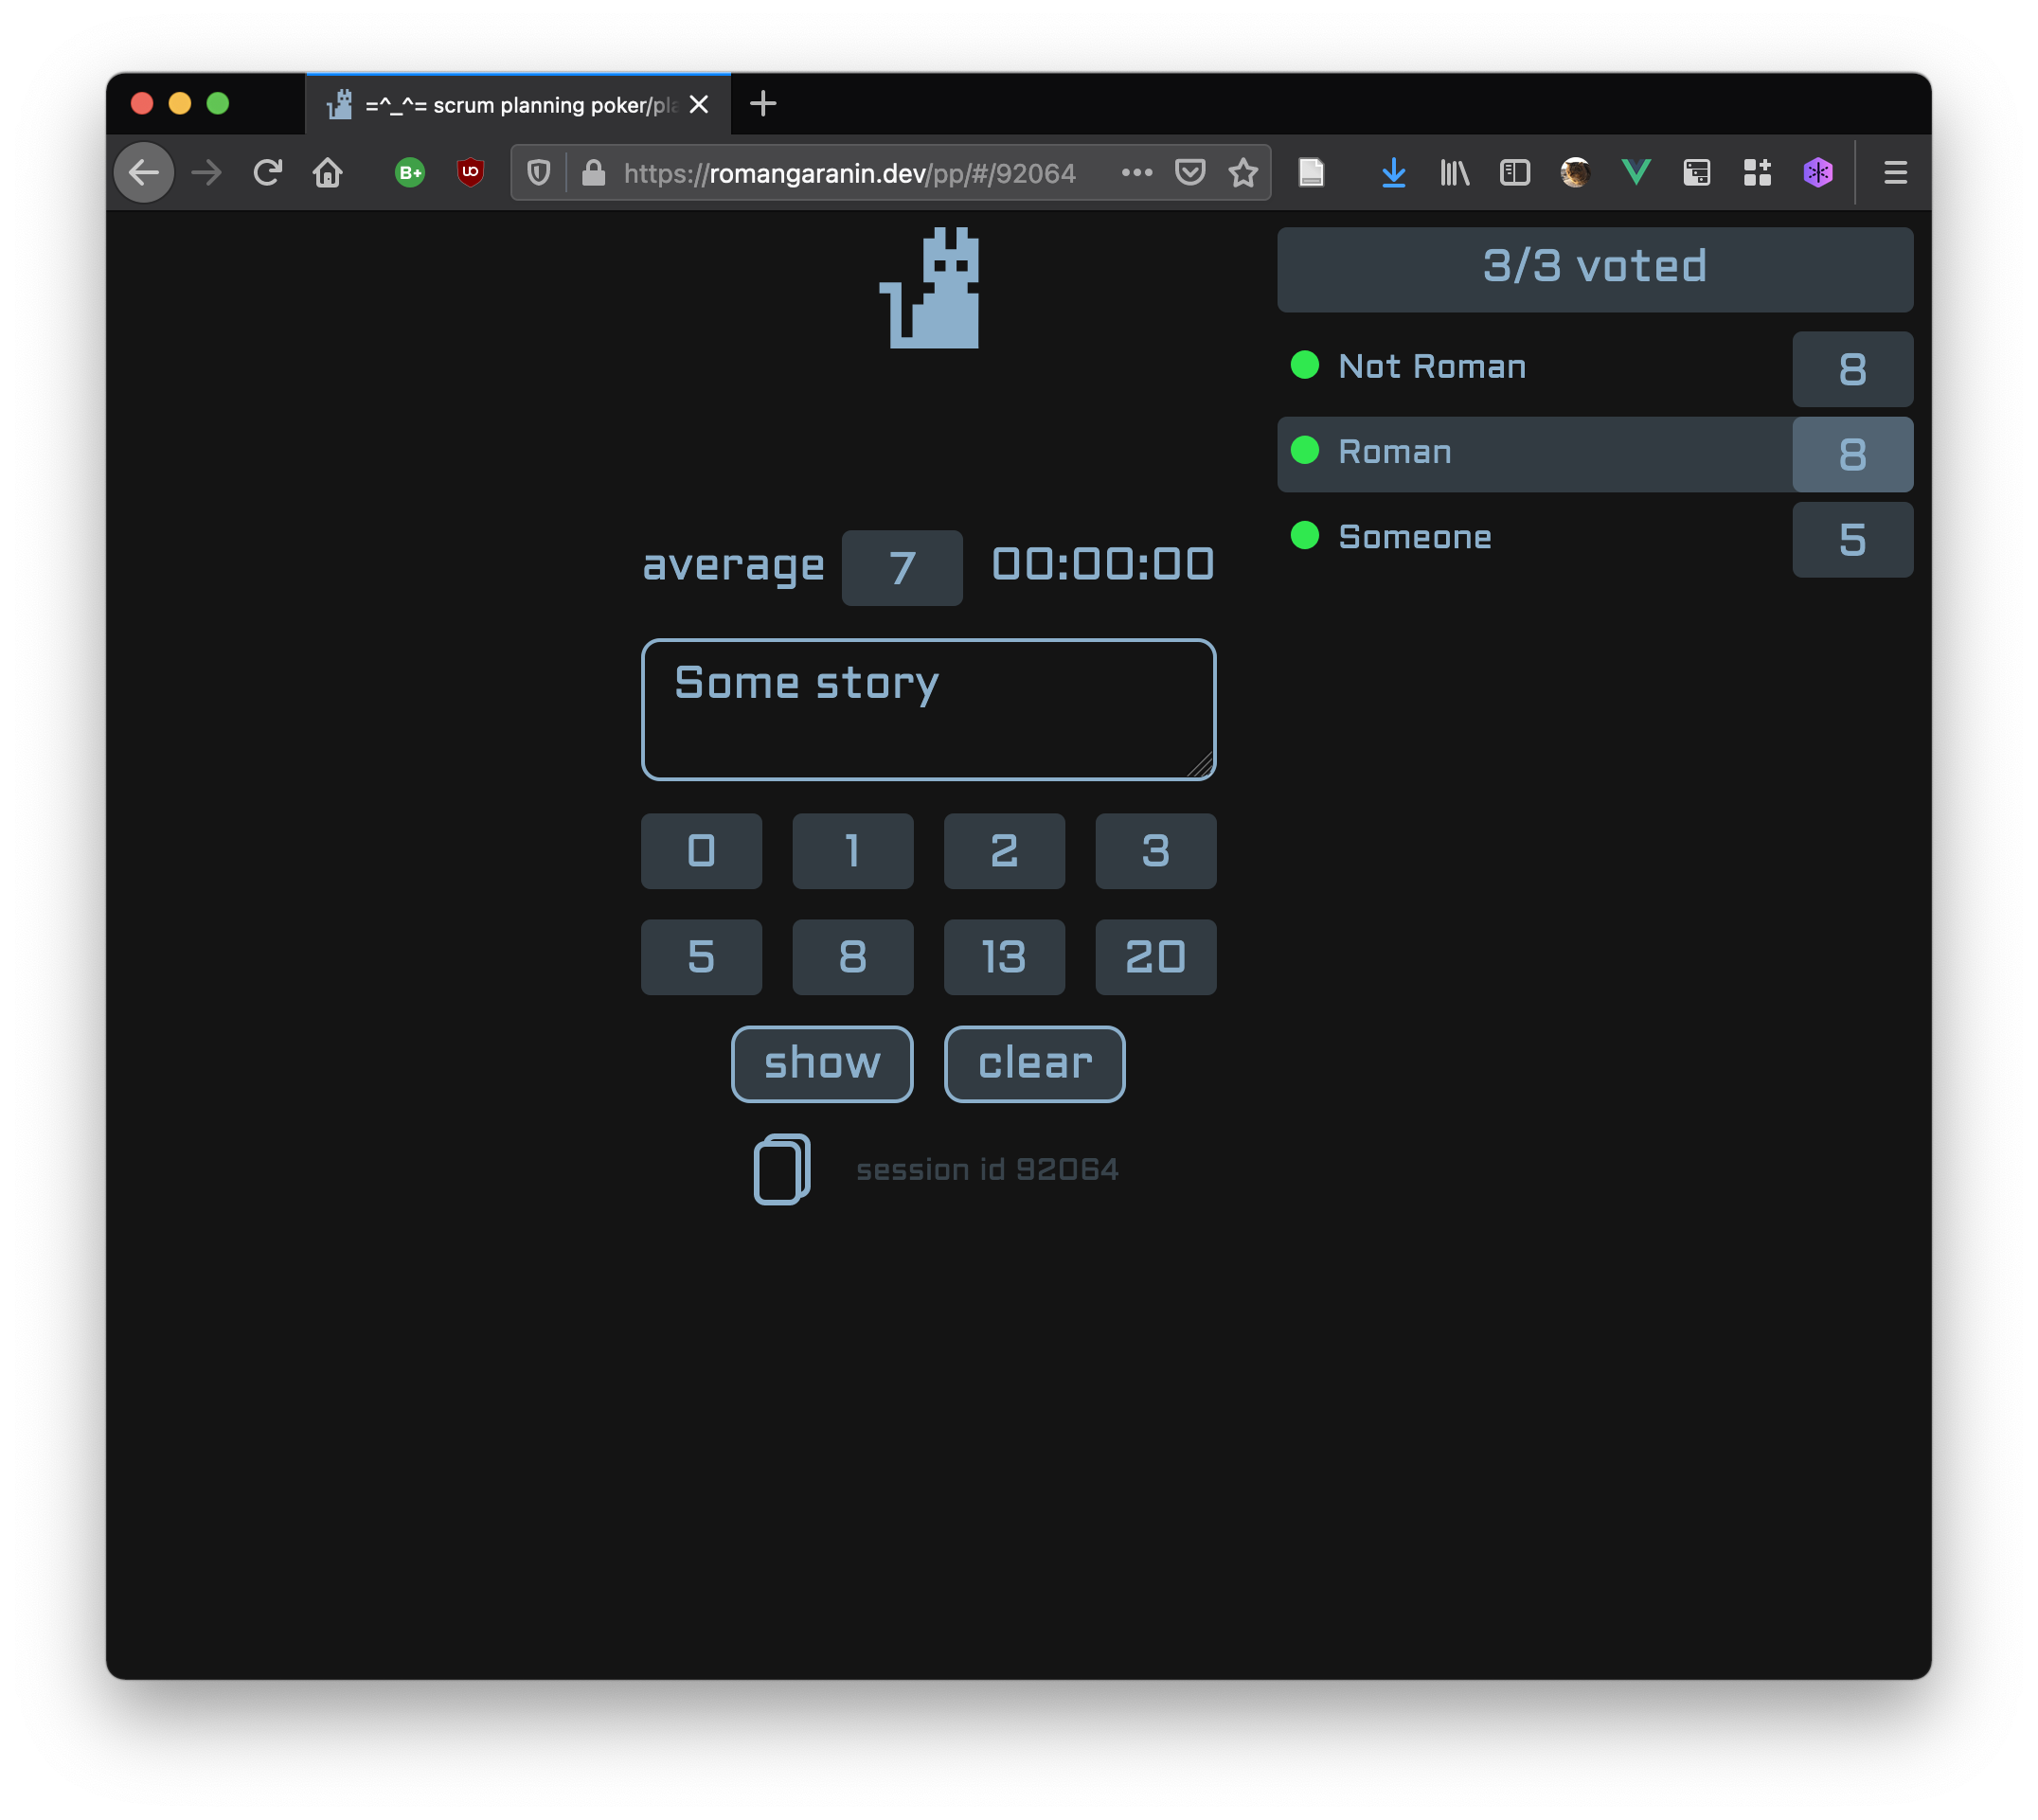 =^_^= scrum planning poker/pla
B+
UO
https://romangaranin.dev/pp/#/92064
3/3 voted
Not Roman 8
Roman 8
Someone 5
average 7 00:00:00
Some story
0 1 2 3
5 8 13 20
show clear
session id 92064